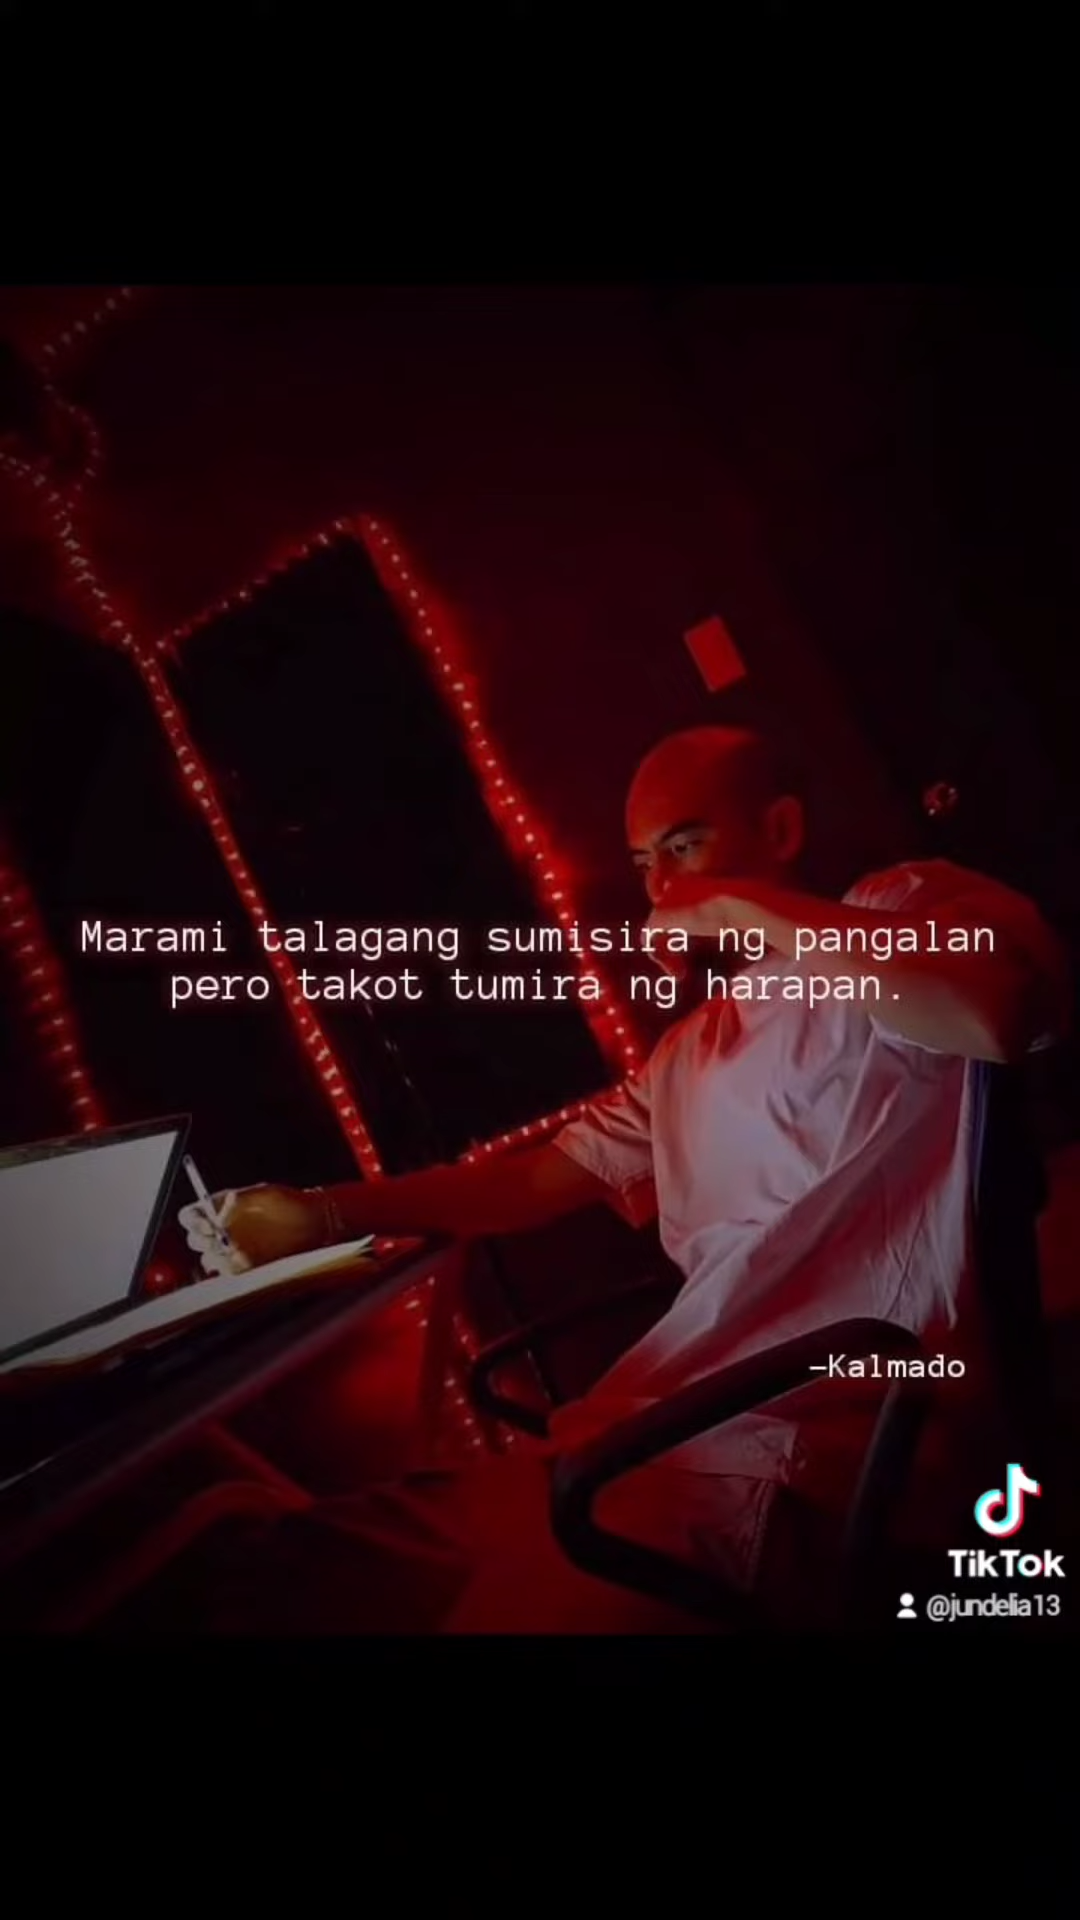 Marami talagang sumisira ng pangalan
pero takot tumira ng harapan.
—Kalmado
TikTok
@jundelia13